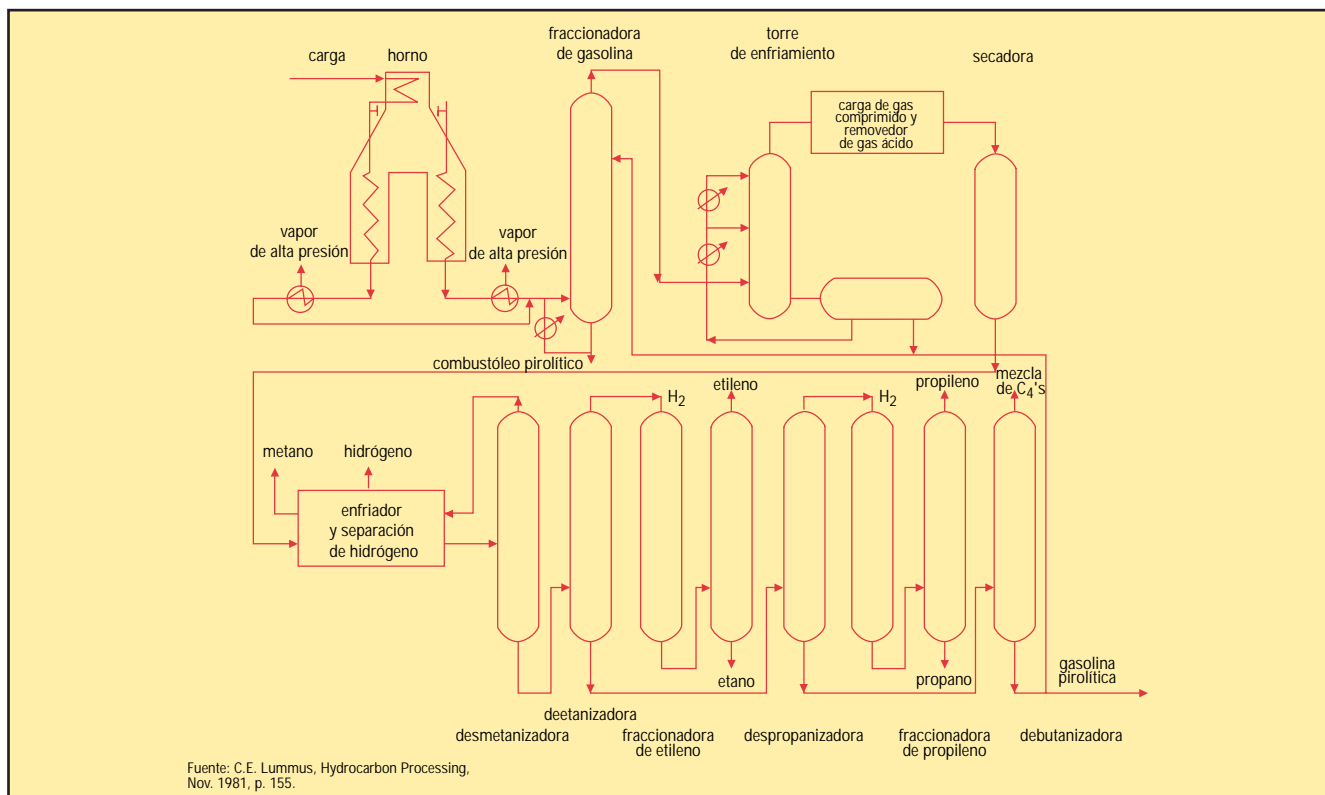 carga
horno
fraccionadora
de gasolina
torre
de enfriamiento
secadora
carga de gas
comprimido y
removedor
de gas ácido
vapor
de alta presión
vapor
de alta presión
combustóleo pirolítico
metano
hidrógeno
enfriador
y separación
de hidrógeno
H2
etileno
H2
propileno
mezcla
de C4's
etano
propano
gasolina
pirolítica
desmetanizadora
deetanizadora
fraccionadora
de etileno
despropanizadora
fraccionadora
de propileno
debutanizadora
Fuente: C.E. Lummus, Hydrocarbon Processing,
Nov. 1981, p. 155.